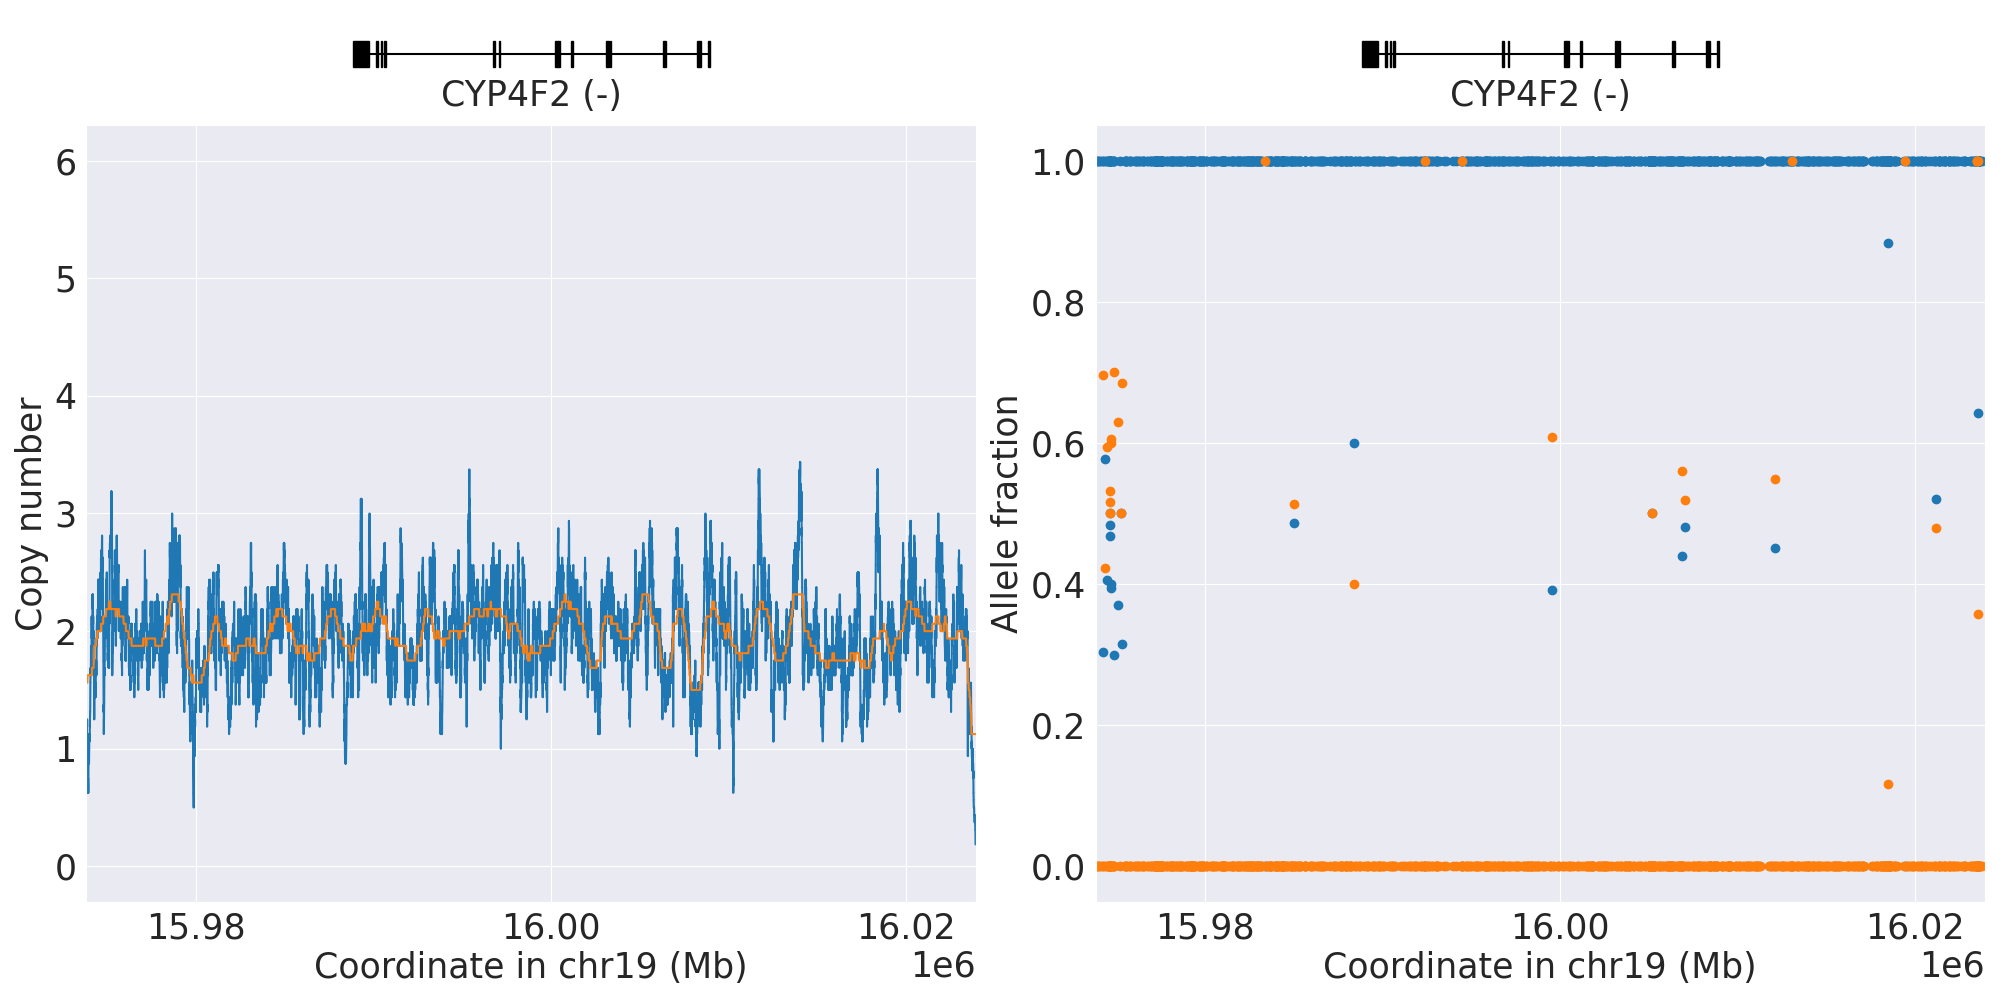 CYP4F2 (-)
6
5
4
3
2
1
0
Copy number
15.98
16.00
16.02
Coordinate in chr19 (Mb)
1e6
CYP4F2 (-)
1.0
0.8
0.6
0.4
0.2
0.0
Allele fraction
15.98
16.00
16.02
Coordinate in chr19 (Mb)
1e6